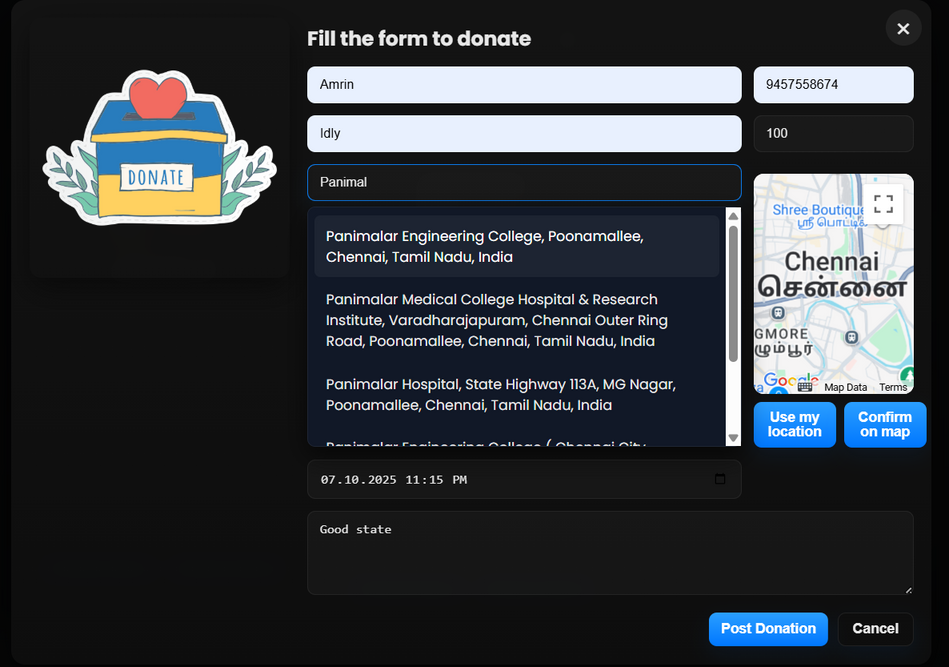 Fill the form to donate
✕
Amrin
9457558674
Idly
100
DONATE
Panimal
Panimalar Engineering College, Poonamallee,
Chennai, Tamil Nadu, India
Panimalar Medical College Hospital & Research
Institute, Varadharajapuram, Chennai Outer Ring
Road, Poonamallee, Chennai, Tamil Nadu, India
Panimalar Hospital, State Highway 113A, MG Nagar,
Poonamallee, Chennai, Tamil Nadu, India
Panimalar Engineering College ( Chennai City
Shree Boutique
ஸ்ரீ பொட்டிக்
Chennai
சென்னை
GMORE
ழும்பூர்
Google
Map Data
Terms
Use my
location
Confirm
on map
07.10.2025 11:15 PM
Good state
Post Donation
Cancel